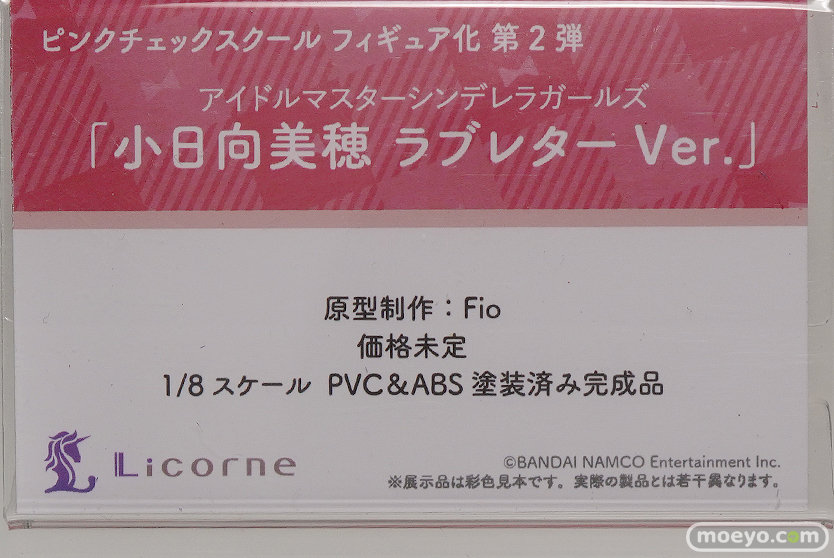 ピンクチェックスクール フィギュア化 第2弾
アイドルマスターシンデレラガールズ
「小日向美穂 ラブレター Ver.」
原型制作：Fio
価格未定
1/8 スケール PVC＆ABS 塗装済み完成品
Licorne
©BANDAI NAMCO Entertainment Inc.
※展示品は彩色見本です。実際の製品とは若干異なります。
moeyo.com